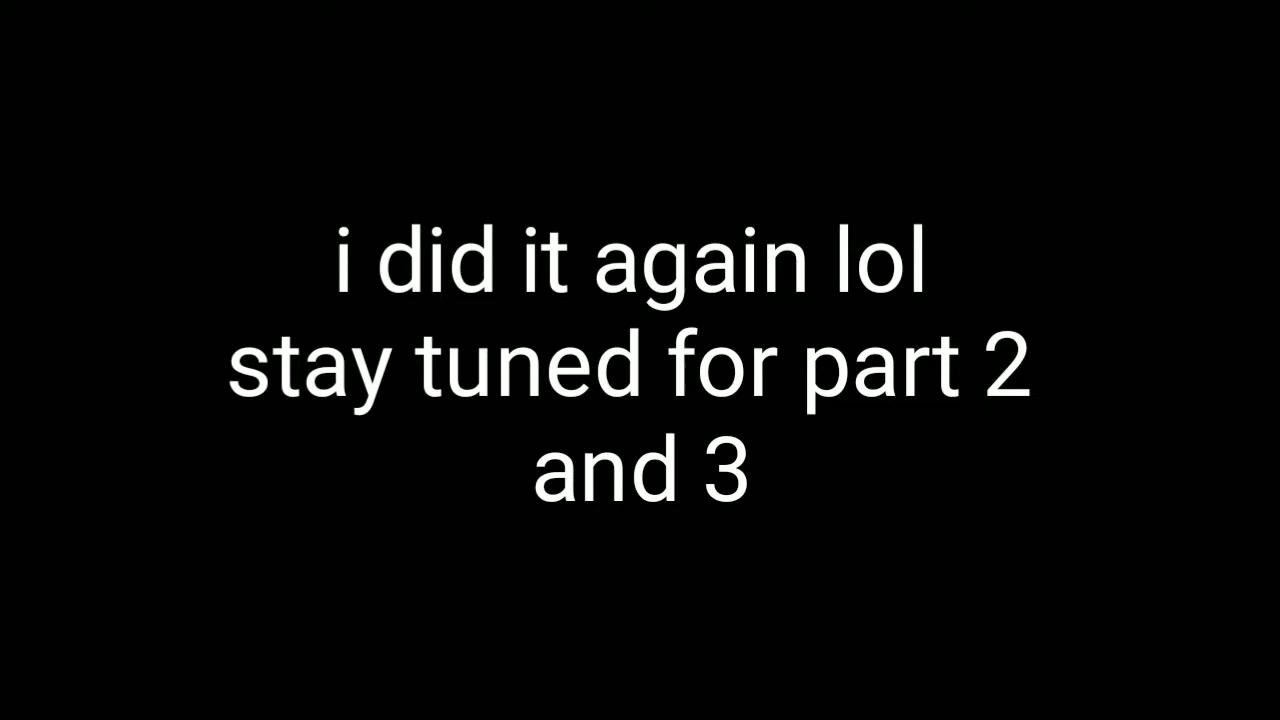 i did it again lol
stay tuned for part 2
and 3